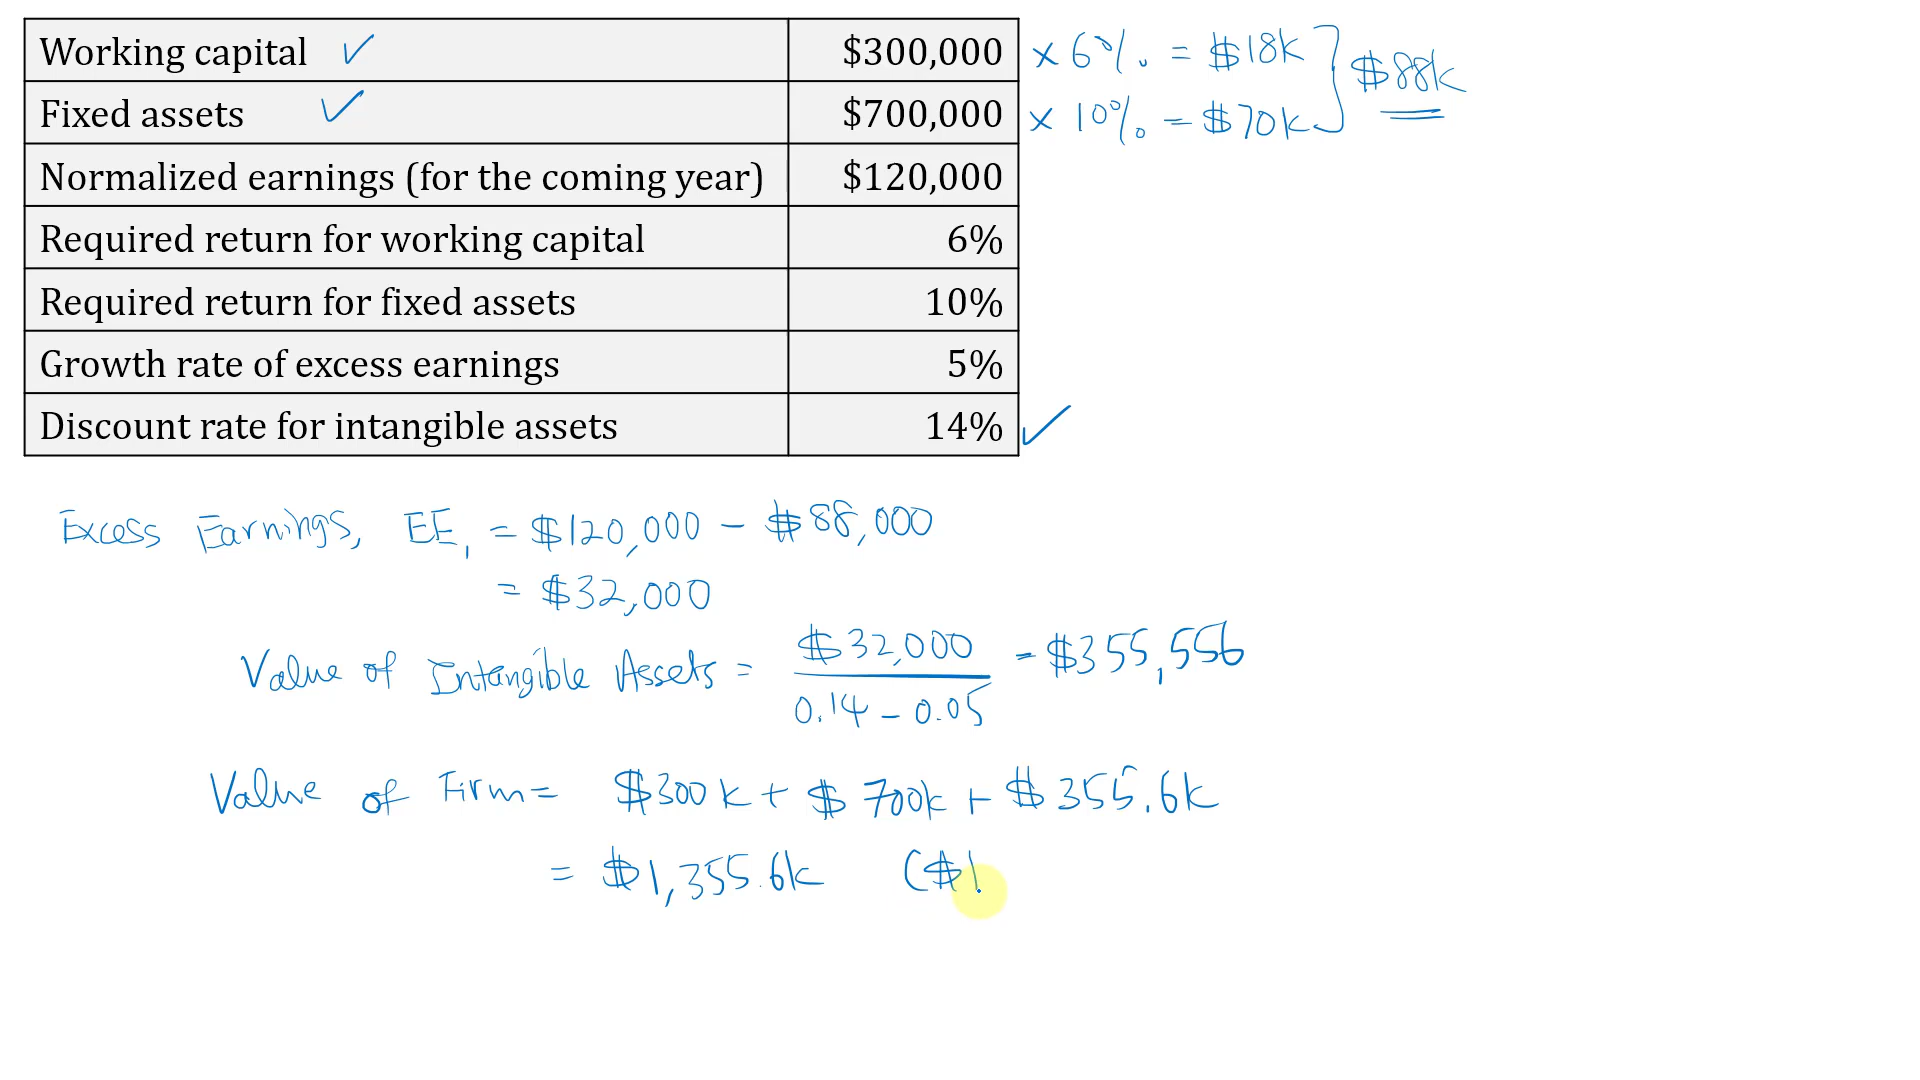 Working capital ✓ $300,000 × 6% = $18k } $88k
Fixed assets ✓ $700,000 × 10% = $70k
Normalized earnings (for the coming year) $120,000
Required return for working capital 6%
Required return for fixed assets 10%
Growth rate of excess earnings 5%
Discount rate for intangible assets 14% ✓
Excess Earnings, EE₁ = $120,000 - $88,000
= $32,000
Value of Intangible Assets = $32,000 / 0.14 - 0.05 = $355,556
Value of Firm = $300k + $700k + $355.6k
= $1,355.6k ($1.